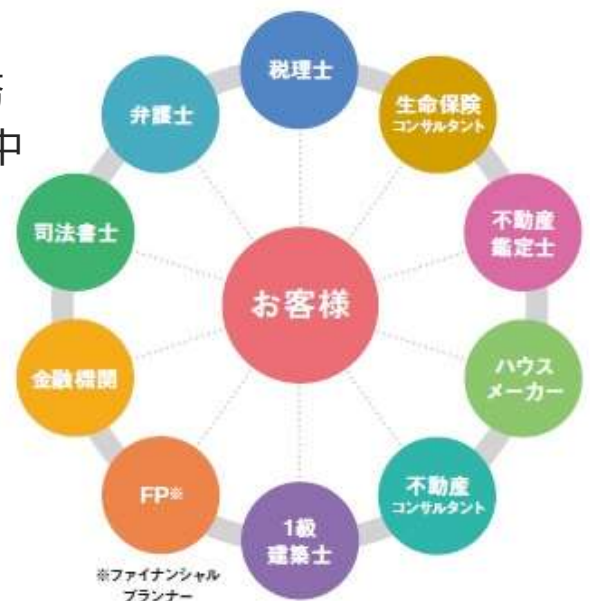 中
税理士
生命保険
コンサルタント
不動産
鑑定士
ハウス
メーカー
不動産
コンサルタント
1級
建築士
FP※
※ファイナンシャル
プランナー
金融機関
司法書士
弁護士
お客様